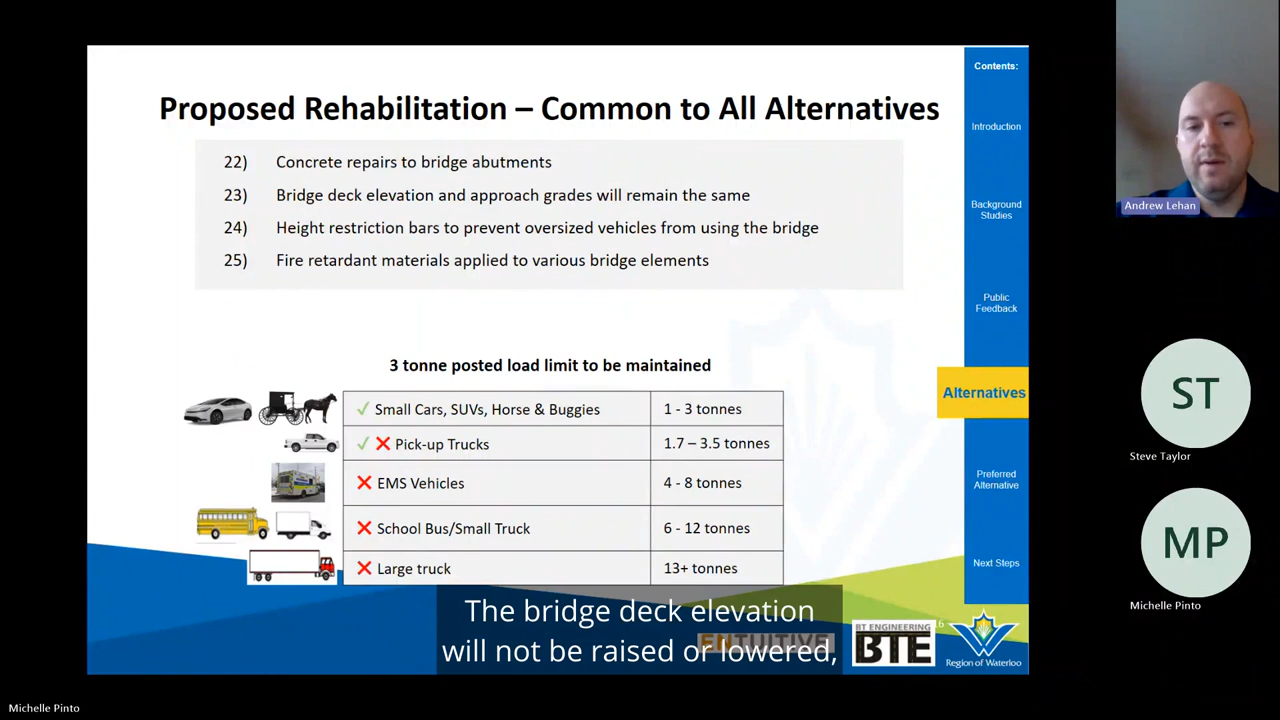 Proposed Rehabilitation – Common to All Alternatives
22) Concrete repairs to bridge abutments
23) Bridge deck elevation and approach grades will remain the same
24) Height restriction bars to prevent oversized vehicles from using the bridge
25) Fire retardant materials applied to various bridge elements
3 tonne posted load limit to be maintained
✓ Small Cars, SUVs, Horse & Buggies 1 - 3 tonnes
✓ ❌ Pick-up Trucks 1.7 – 3.5 tonnes
❌ EMS Vehicles 4 - 8 tonnes
❌ School Bus/Small Truck 6 - 12 tonnes
❌ Large truck 13+ tonnes
The bridge deck elevation
will not be raised or lowered,
ENTUITIVE
BT ENGINEERING
BTE
6
Region of Waterloo
Contents:
Introduction
Background
Studies
Public
Feedback
Alternatives
Preferred
Alternative
Next Steps
Andrew Lehan
ST
Steve Taylor
MP
Michelle Pinto
Michelle Pinto